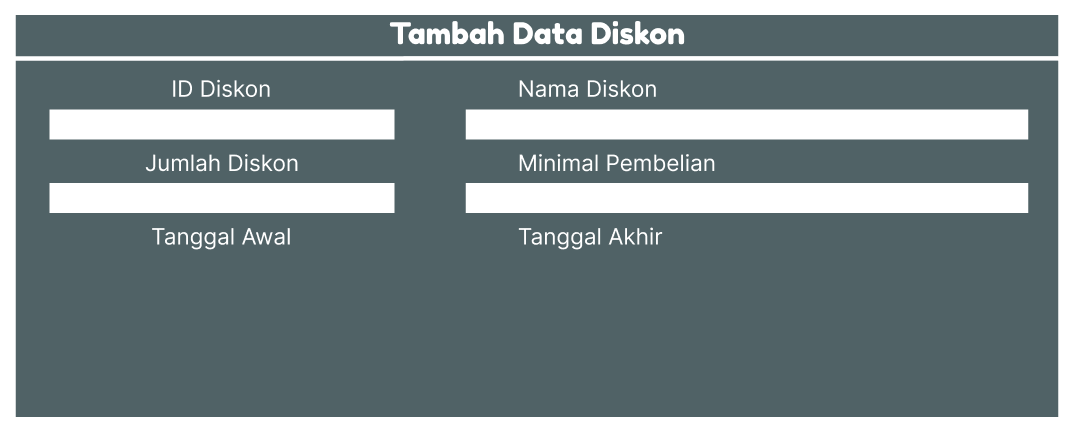 Tambah Data Diskon
ID Diskon
Nama Diskon
Jumlah Diskon
Minimal Pembelian
Tanggal Awal
Tanggal Akhir